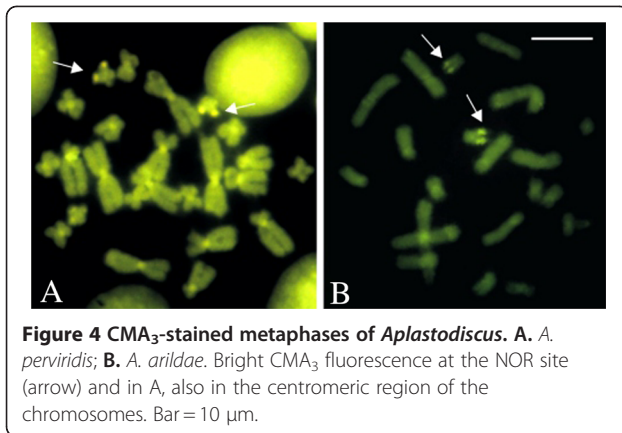 A
B
Figure 4 CMA₃-stained metaphases of Aplastodiscus. A. A.
perviridis; B. A. arildae. Bright CMA₃ fluorescence at the NOR site
(arrow) and in A, also in the centromeric region of the
chromosomes. Bar = 10 μm.